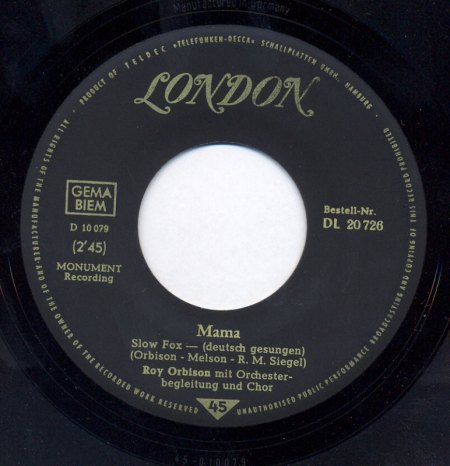 Manufactured in Germany
PRODUCT OF TELDEC »TELEFUNKEN-DECCA« SCHALLPLATTEN GMBH. HAMBURG
LONDON
GEMA
BIEM
D 10 079
(2'45)
MONUMENT
Recording
Bestell-Nr.
DL 20 726
Mama
Slow Fox — (deutsch gesungen)
(Orbison - Melson - R. M. Siegel)
Roy Orbison mit Orchester-
begleitung und Chor
45
ALL RIGHTS OF THE MANUFACTURER AND OF THE OWNER OF THE RECORDED WORK RESERVED
UNAUTHORISED PUBLIC PERFORMANCE BROADCASTING AND COPYING OF THIS RECORD PROHIBITED